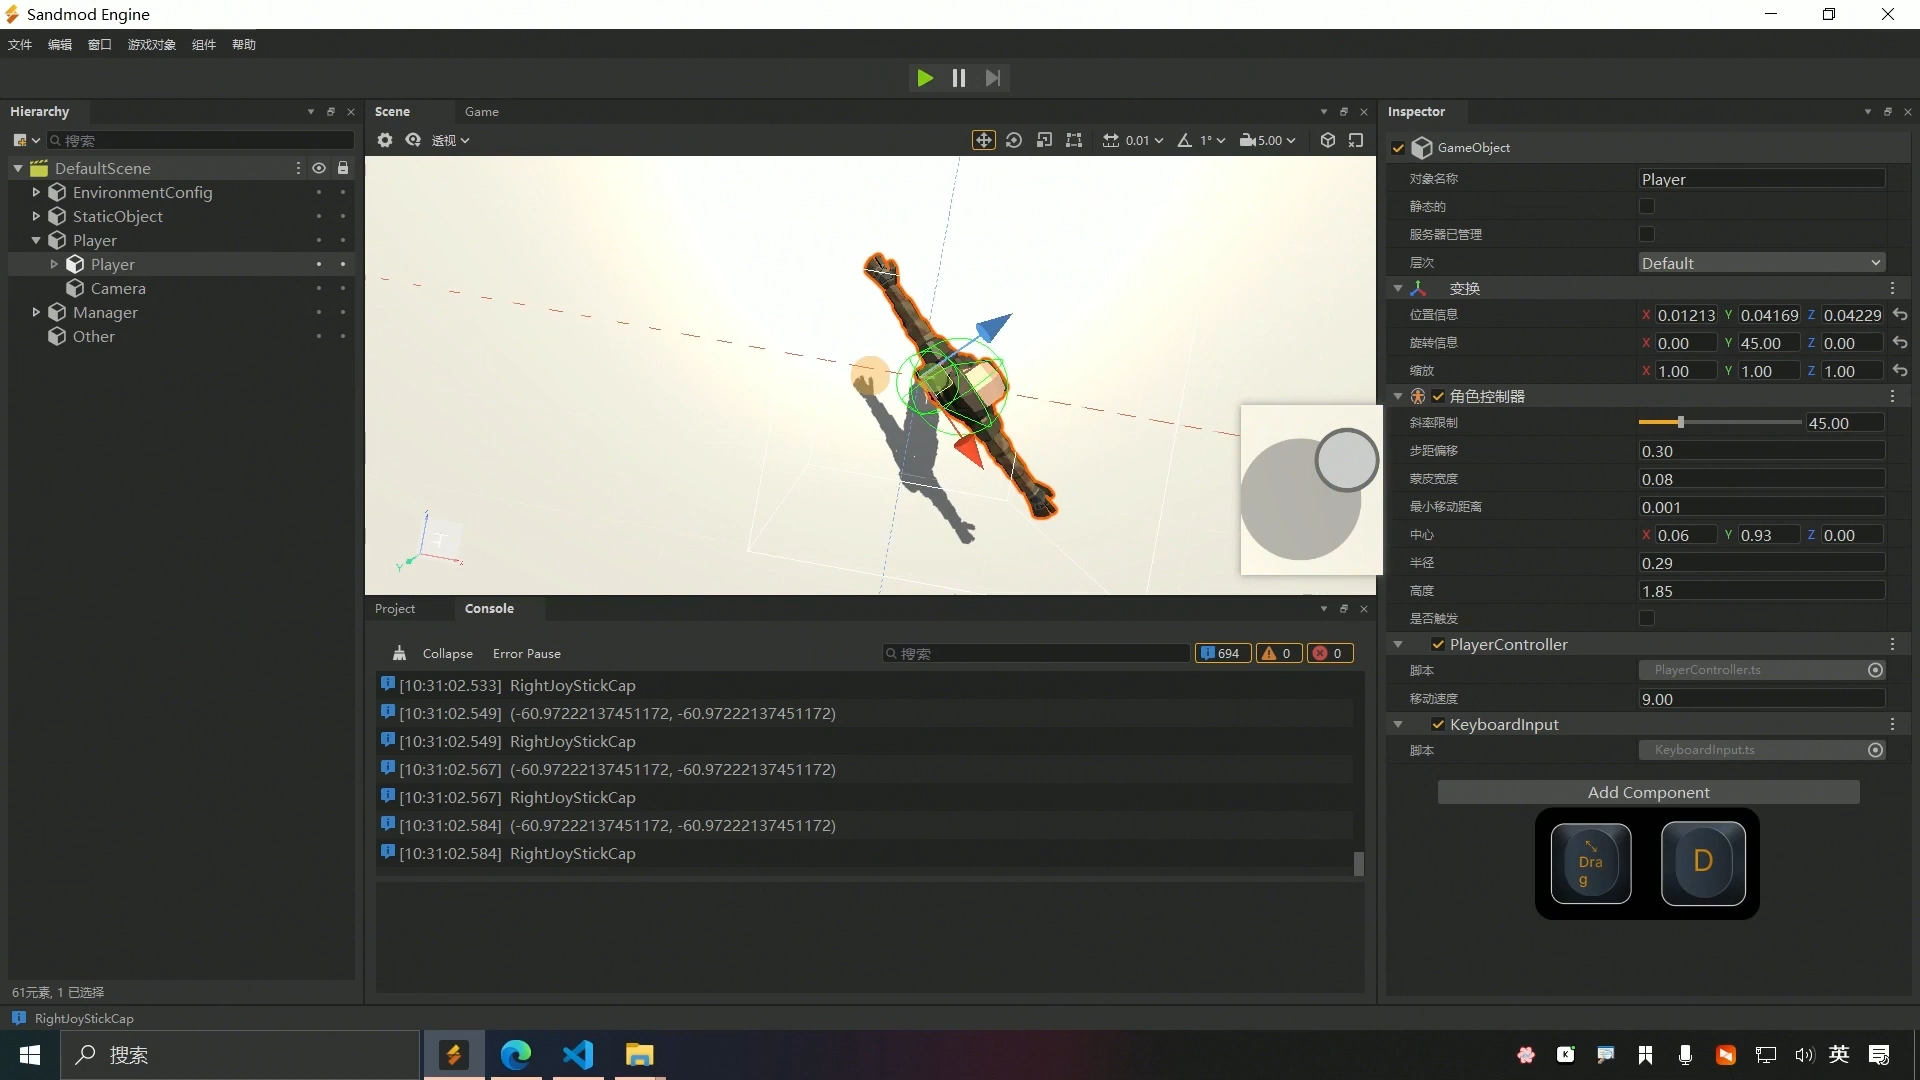 Sandmod Engine
文件 编辑 窗口 游戏对象 组件 帮助
Hierarchy
搜索
DefaultScene
EnvironmentConfig
StaticObject
Player
Player
Camera
Manager
Other
61元素, 1 已选择
Scene Game
透视 0.01 1° 5.00
Y
Project Console
Collapse Error Pause 搜索 694 0 0
[10:31:02.533] RightJoyStickCap
[10:31:02.549] (-60.97222137451172, -60.97222137451172)
[10:31:02.549] RightJoyStickCap
[10:31:02.567] (-60.97222137451172, -60.97222137451172)
[10:31:02.567] RightJoyStickCap
[10:31:02.584] (-60.97222137451172, -60.97222137451172)
[10:31:02.584] RightJoyStickCap
Inspector
GameObject
对象名称 Player
静态的
服务器已管理
层次 Default
变换
位置信息 X 0.01213 Y 0.04169 Z 0.04229
旋转信息 X 0.00 Y 45.00 Z 0.00
缩放 X 1.00 Y 1.00 Z 1.00
角色控制器
斜率限制 45.00
步距偏移 0.30
蒙皮宽度 0.08
最小移动距离 0.001
中心 X 0.06 Y 0.93 Z 0.00
半径 0.29
高度 1.85
是否触发
PlayerController
脚本 PlayerController.ts
移动速度 9.00
KeyboardInput
脚本 KeyboardInput.ts
Add Component
Dra
g
D
RightJoyStickCap
搜索
K
英